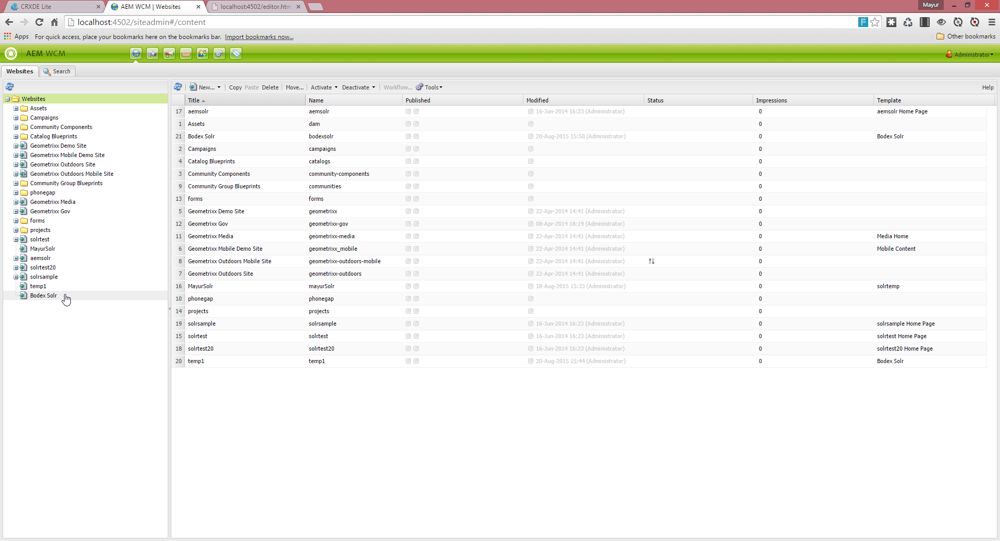 CRXDE Lite
AEM WCM | Websites
localhost:4502/editor.htm
Mayur
localhost:4502/siteadmin#/content
Apps
For quick access, place your bookmarks here on the bookmarks bar. Import bookmarks now...
Other bookmarks
AEM WCM
Administrator
Websites
Search
New... Copy Paste Delete Move... Activate Deactivate Workflow... Tools Help
Websites
Assets
Campaigns
Community Components
Catalog Blueprints
Geometrixx Demo Site
Geometrixx Mobile Demo Site
Geometrixx Outdoors Site
Geometrixx Outdoors Mobile Site
Community Group Blueprints
phonegap
Geometrixx Media
Geometrixx Gov
forms
projects
solrtest
MayurSolr
aemsolr
solrtest20
solrsample
temp1
Bodex Solr
Title Name Published Modified Status Impressions Template
17 aemsolr aemsolr 16-Jun-2014 16:23 (Administrator) 0 aemsolr Home Page
1 Assets dam 0
21 Bodex Solr bodexsolr 20-Aug-2015 15:50 (Administrator) 0 Bodex Solr
2 Campaigns campaigns 0
4 Catalog Blueprints catalogs 0
3 Community Components community-components 0
9 Community Group Blueprints communities 0
13 forms forms 0
5 Geometrixx Demo Site geometrixx 22-Apr-2014 14:41 (Administrator) 0
12 Geometrixx Gov geometrixx-gov 08-Apr-2014 18:19 (Administrator) 0
11 Geometrixx Media geometrixx-media 22-Apr-2014 14:41 (Administrator) 0 Media Home
6 Geometrixx Mobile Demo Site geometrixx_mobile 22-Apr-2014 14:41 (Administrator) 0 Mobile Content
8 Geometrixx Outdoors Mobile Site geometrixx-outdoors-mobile 22-Apr-2014 14:41 (Administrator) 0
7 Geometrixx Outdoors Site geometrixx-outdoors 22-Apr-2014 14:41 (Administrator) 0
16 MayurSolr mayurSolr 18-Aug-2015 15:33 (Administrator) 0 solrtemp
10 phonegap phonegap 0
14 projects projects 0
19 solrsample solrsample 16-Jun-2014 16:23 (Administrator) 0 solrsample Home Page
15 solrtest solrtest 16-Jun-2014 16:23 (Administrator) 0 solrtest Home Page
18 solrtest20 solrtest20 16-Jun-2014 16:23 (Administrator) 0 solrtest20 Home Page
20 temp1 temp1 20-Aug-2015 15:44 (Administrator) 0 Bodex Solr